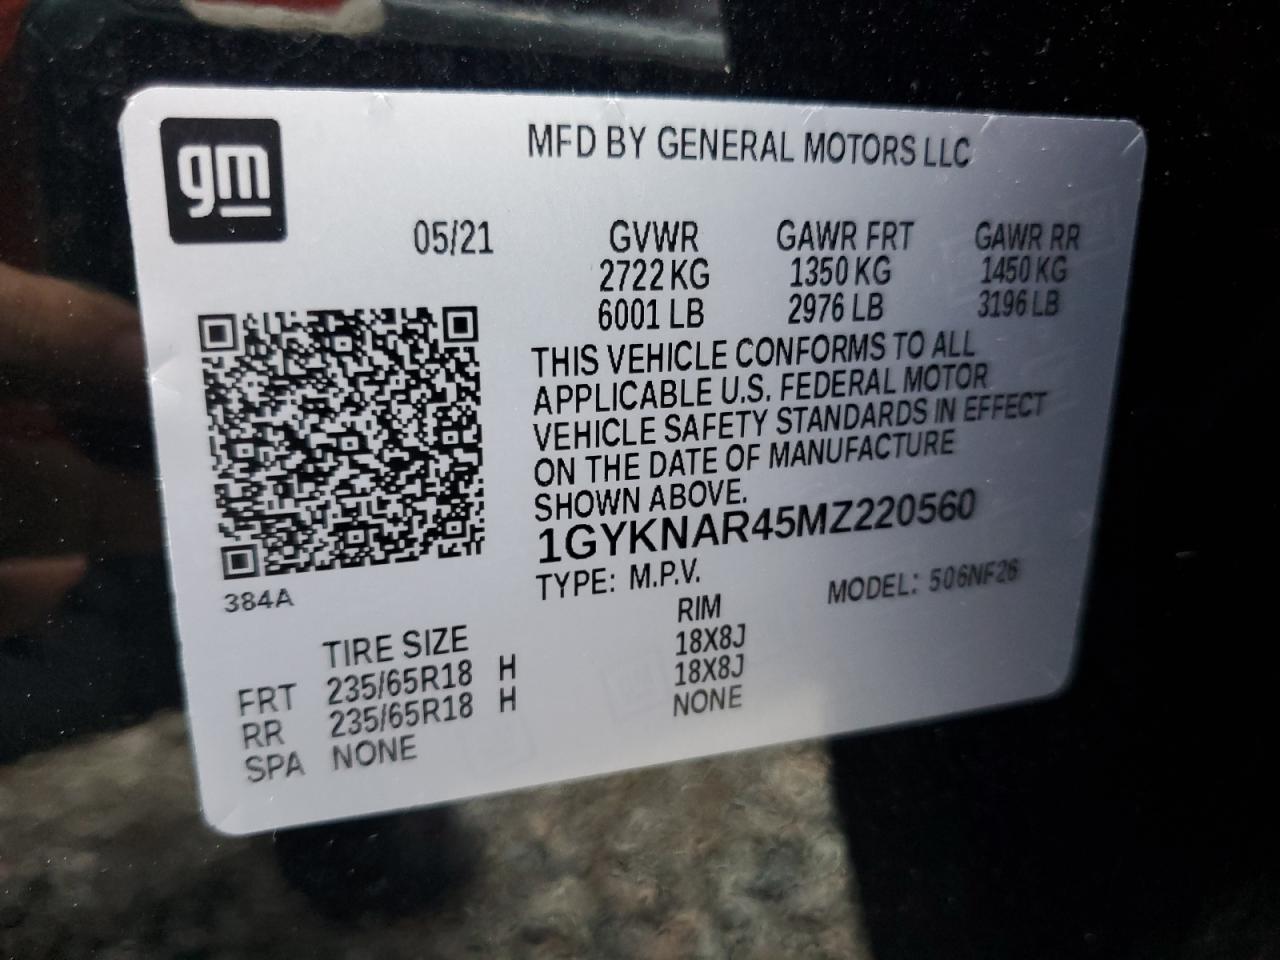 gm
MFD BY GENERAL MOTORS LLC
05/21 GVWR GAWR FRT GAWR RR
2722 KG 1350 KG 1450 KG
6001 LB 2976 LB 3196 LB
THIS VEHICLE CONFORMS TO ALL
APPLICABLE U.S. FEDERAL MOTOR
VEHICLE SAFETY STANDARDS IN EFFECT
ON THE DATE OF MANUFACTURE
SHOWN ABOVE.
1GYKNAR45MZ220560
TYPE: M.P.V. MODEL: 506NF26
384A
TIRE SIZE RIM
FRT 235/65R18 H 18X8J
RR 235/65R18 H 18X8J
SPA NONE NONE